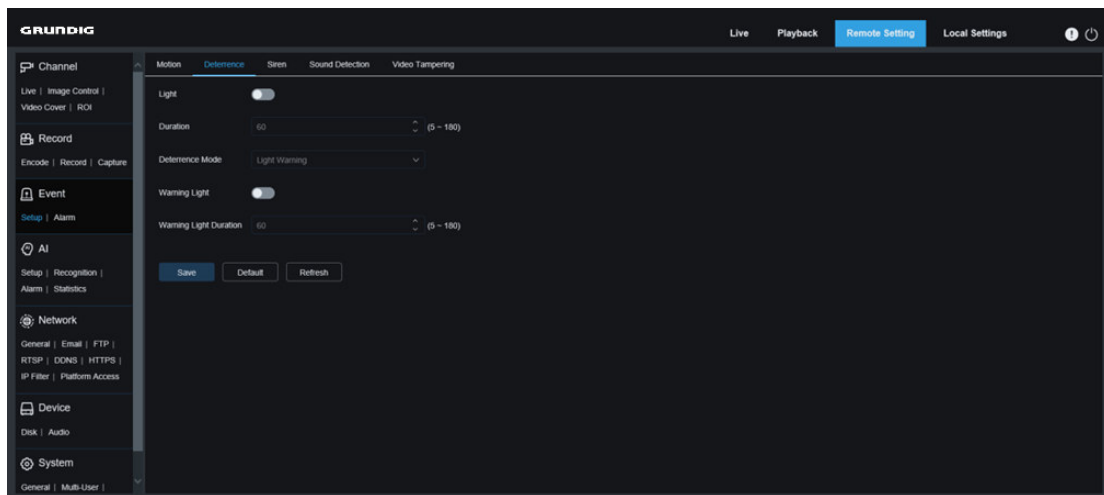 GRUNDIG
Live Playback Remote Setting Local Settings
Channel
Live | Image Control |
Video Cover | ROI
Record
Encode | Record | Capture
Event
Setup | Alarm
AI
Setup | Recognition |
Alarm | Statistics
Network
General | Email | FTP |
RTSP | DDNS | HTTPS |
IP Filter | Platform Access
Device
Disk | Audio
System
General | Multi-User |
Motion Deterrence Siren Sound Detection Video Tampering
Light
Duration 60 (5 ~ 180)
Deterrence Mode Light Warning
Warning Light
Warning Light Duration 60 (5 ~ 180)
Save Default Refresh